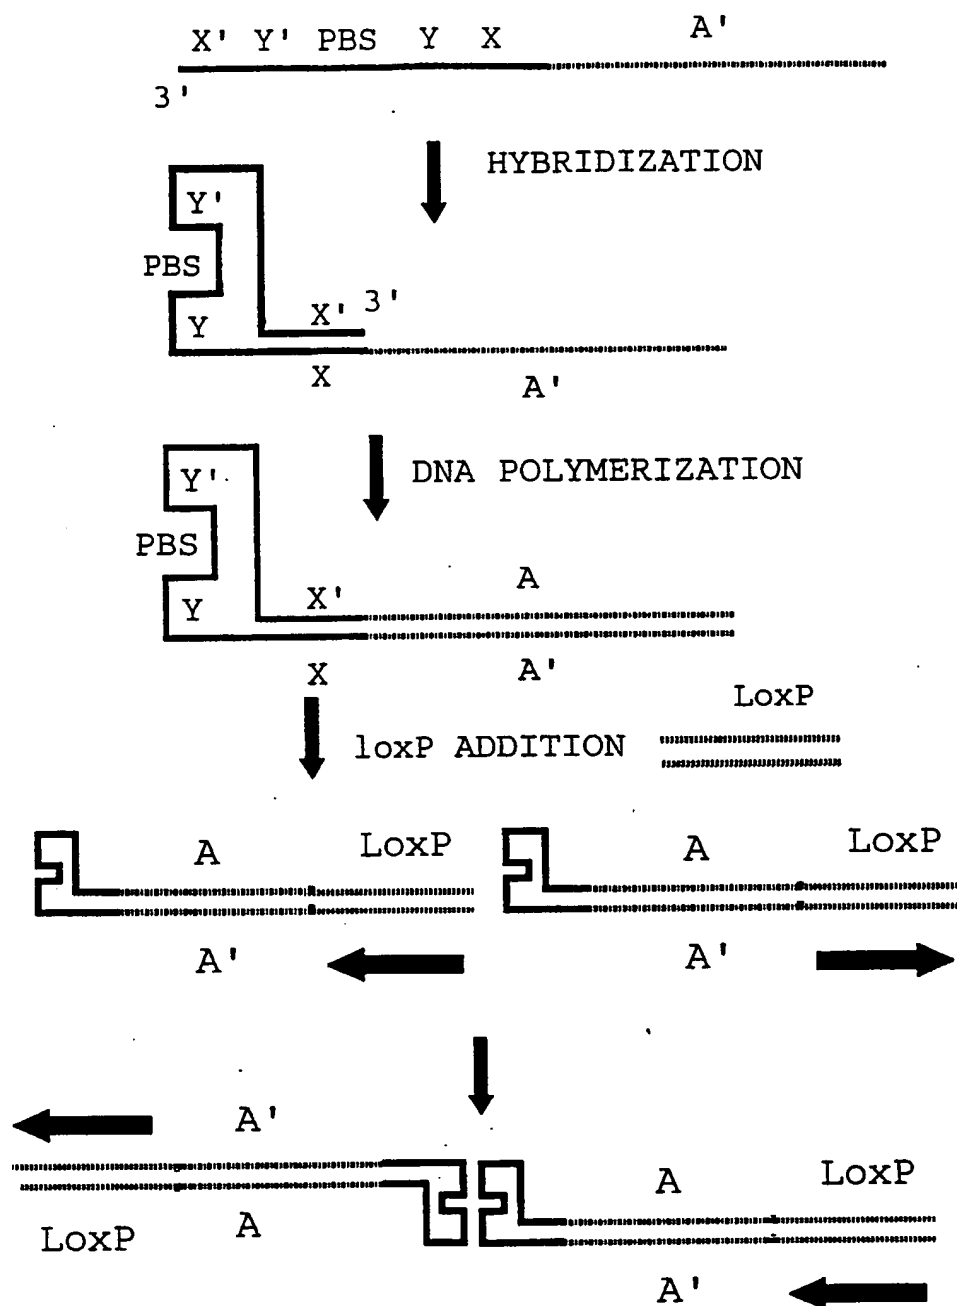 X' Y' PBS Y X A'
3'
HYBRIDIZATION
Y'
PBS
3'
Y
X'
X
A'
DNA POLYMERIZATION
Y'
PBS
A
Y
X'
X
A'
LoxP
loxP ADDITION
A LoxP A LoxP
A' A'
A'
A LoxP
LoxP A
A'